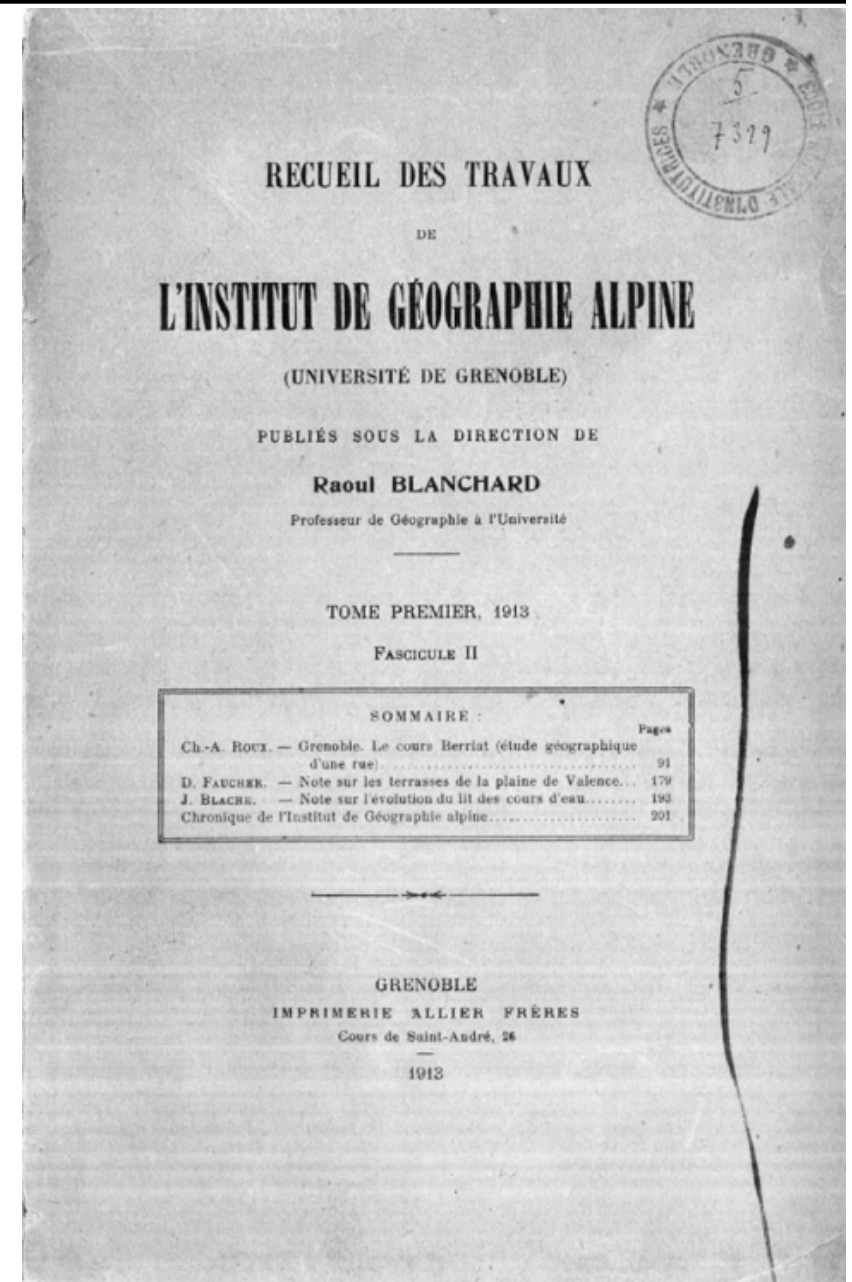 ★ GRENOBLE ★
ÉCOLE NORMALE D'INSTITUTRICES
5
7319
RECUEIL DES TRAVAUX
DE
L'INSTITUT DE GÉOGRAPHIE ALPINE
(UNIVERSITÉ DE GRENOBLE)
PUBLIÉS SOUS LA DIRECTION DE
Raoul BLANCHARD
Professeur de Géographie à l'Université
TOME PREMIER, 1913
FASCICULE II
SOMMAIRE :
Pages
Ch.-A. ROUX. — Grenoble. Le cours Berriat (étude géographique
d'une rue)........................................ 91
D. FAUCHER. — Note sur les terrasses de la plaine de Valence... 179
J. BLACHE. — Note sur l'évolution du lit des cours d'eau........ 193
Chronique de l'Institut de Géographie alpine...................... 201
GRENOBLE
IMPRIMERIE ALLIER FRÈRES
Cours de Saint-André, 26
1913